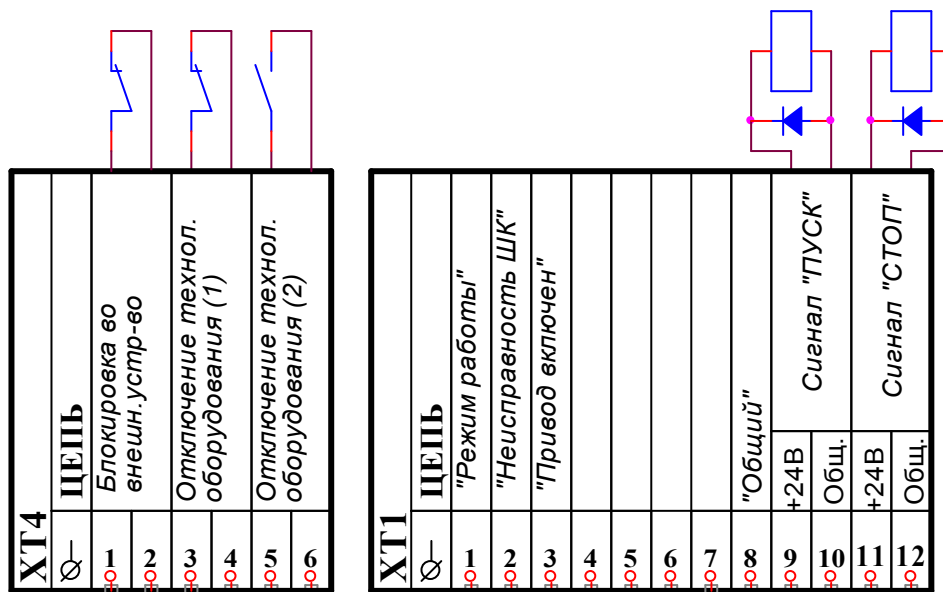 ХТ4
ЦЕПЬ
Блокировка во
внешн.устр-во
Отключение технол.
оборудования (1)
Отключение технол.
оборудования (2)
1
2
3
4
5
6
ХТ1
ЦЕПЬ
"Режим работы"
"Неисправность ШК"
"Привод включен"
"Общий"
Сигнал "ПУСК"
Сигнал "СТОП"
+24В
Общ.
+24В
Общ.
1
2
3
4
5
6
7
8
9
10
11
12